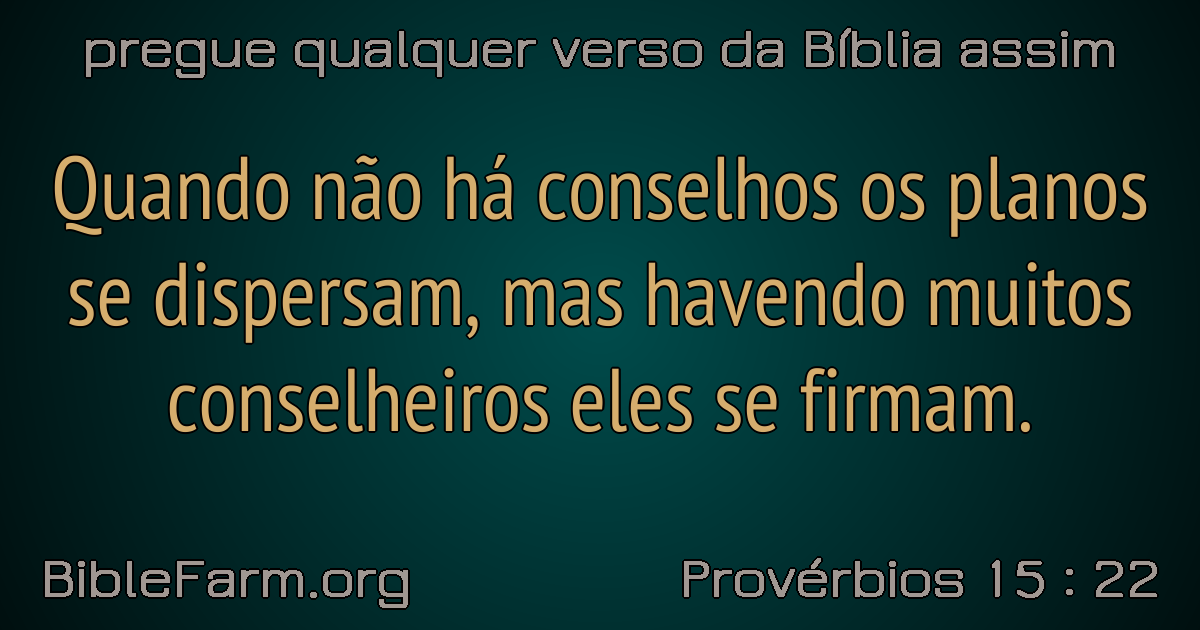 pregue qualquer verso da Bíblia assim
Quando não há conselhos os planos
se dispersam, mas havendo muitos
conselheiros eles se firmam.
BibleFarm.org
Provérbios 15 : 22